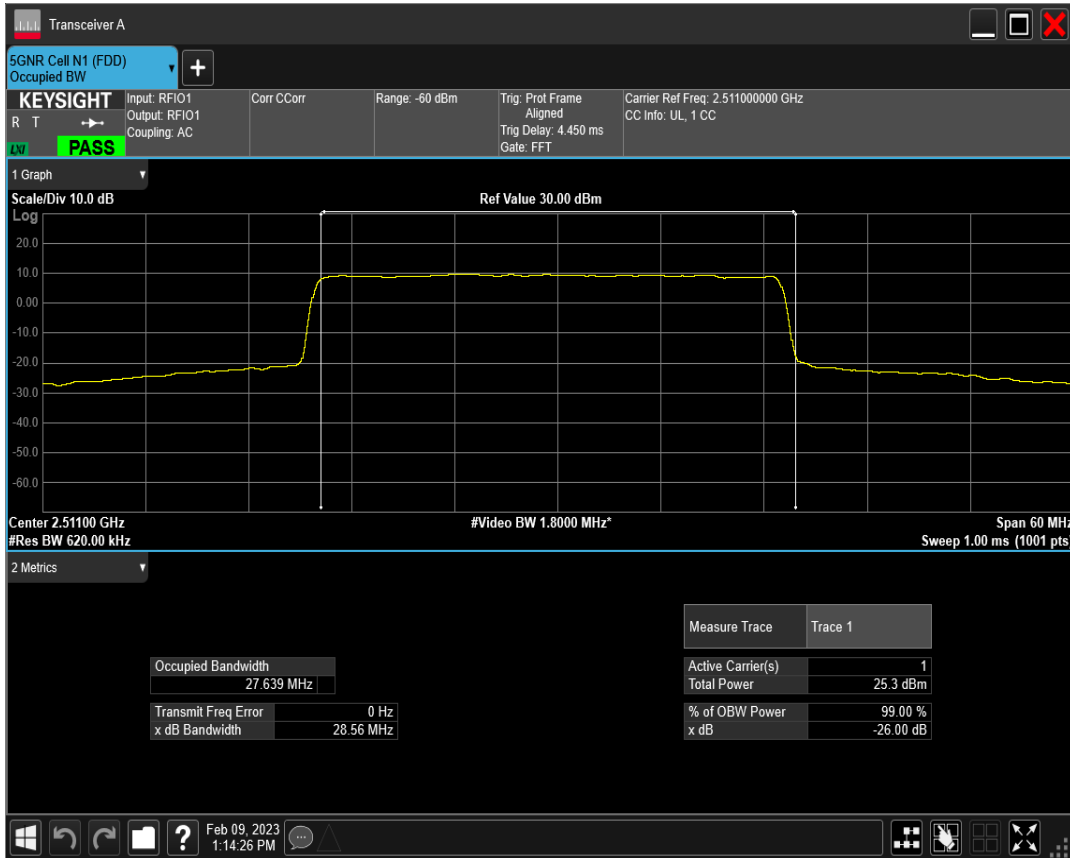 Transceiver A
5GNR Cell N1 (FDD)
Occupied BW
+
KEYSIGHT
R T
LXI
PASS
Input: RFIO1
Output: RFIO1
Coupling: AC
Corr CCorr
Range: -60 dBm
Trig: Prot Frame
Aligned
Trig Delay: 4.450 ms
Gate: FFT
Carrier Ref Freq: 2.511000000 GHz
CC Info: UL, 1 CC
1 Graph
Scale/Div 10.0 dB
Ref Value 30.00 dBm
Log
20.0
10.0
0.00
-10.0
-20.0
-30.0
-40.0
-50.0
-60.0
Center 2.51100 GHz
#Video BW 1.8000 MHz*
Span 60 MHz
#Res BW 620.00 kHz
Sweep 1.00 ms (1001 pts)
2 Metrics
Measure Trace Trace 1
Occupied Bandwidth
27.639 MHz
Active Carrier(s) 1
Total Power 25.3 dBm
Transmit Freq Error 0 Hz
x dB Bandwidth 28.56 MHz
% of OBW Power 99.00 %
x dB -26.00 dB
?
Feb 09, 2023
1:14:26 PM